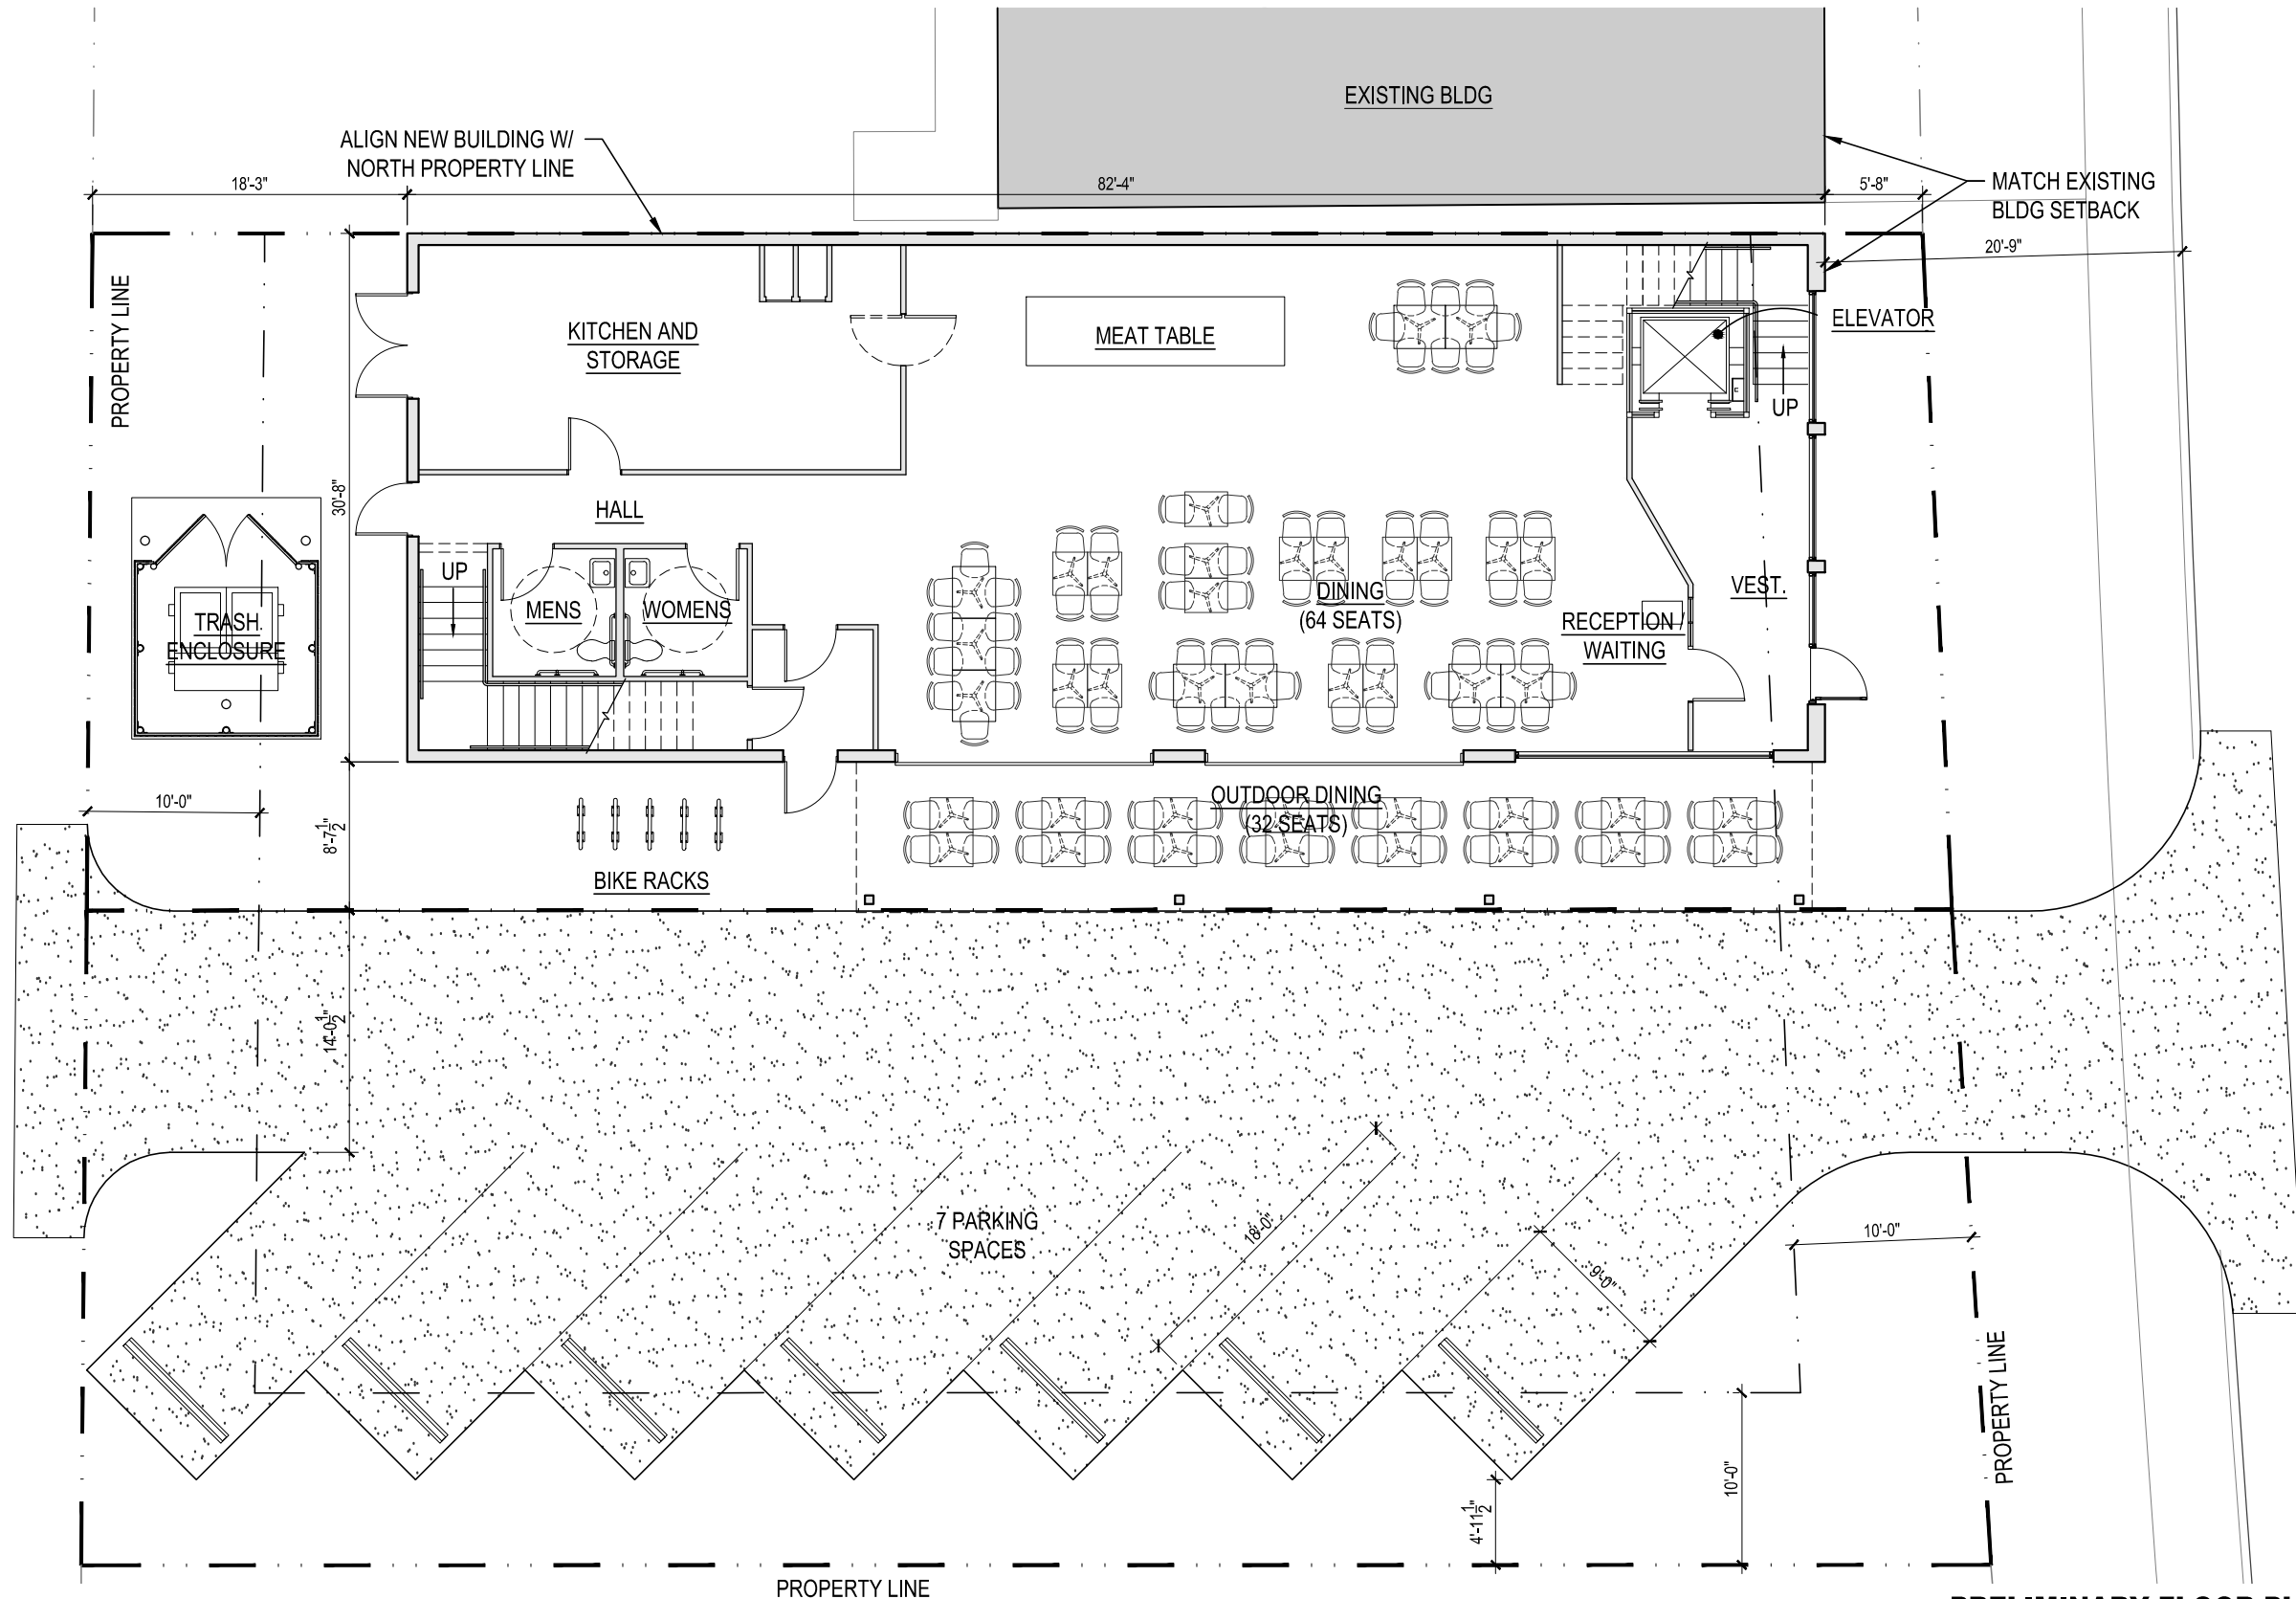 EXISTING BLDG
ALIGN NEW BUILDING W/
NORTH PROPERTY LINE
18'-3"
82'-4"
5'-8"
MATCH EXISTING
BLDG SETBACK
20'-9"
PROPERTY LINE
KITCHEN AND
STORAGE
MEAT TABLE
ELEVATOR
UP
30'-8"
HALL
UP
MENS
WOMENS
TRASH
ENCLOSURE
DINING
(64 SEATS)
VEST.
RECEPTION /
WAITING
10'-0"
8'-7 1/2"
OUTDOOR DINING
(32 SEATS)
BIKE RACKS
14'-0 1/2"
7 PARKING
SPACES
18'-0"
9'-0"
10'-0"
PROPERTY LINE
10'-0"
4'-11 1/2"
PROPERTY LINE